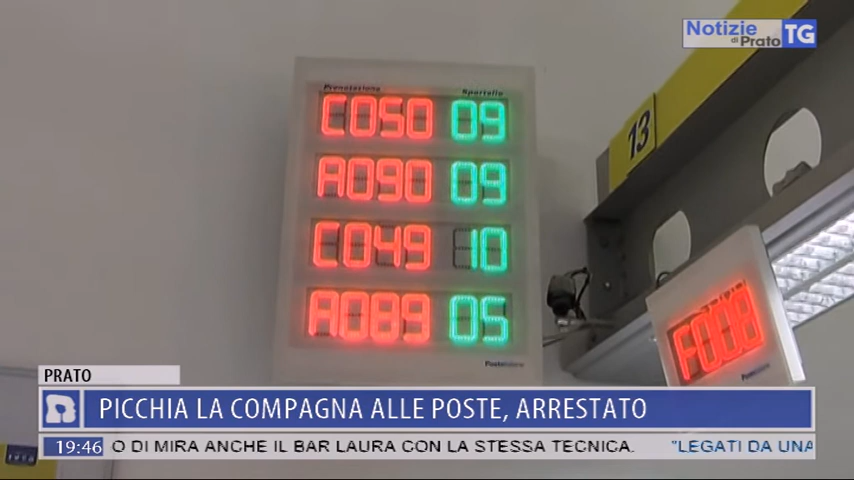 Notizie
di Prato TG
Prenotazione Sportello
C050 09
A090 09
C049 10
A089 05
Posteitaliane
13
F008
PRATO
PICCHIA LA COMPAGNA ALLE POSTE, ARRESTATO
19:46 O DI MIRA ANCHE IL BAR LAURA CON LA STESSA TECNICA. "LEGATI DA UNA